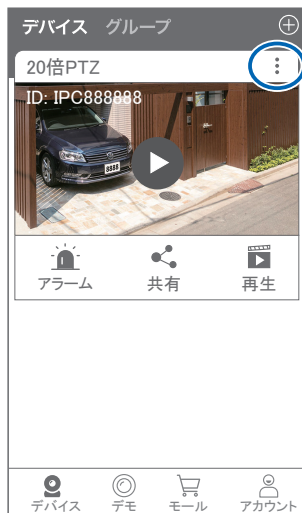 デバイス グループ
20倍PTZ
ID: IPC888888
8888
アラーム 共有 再生
デバイス デモ モール アカウント